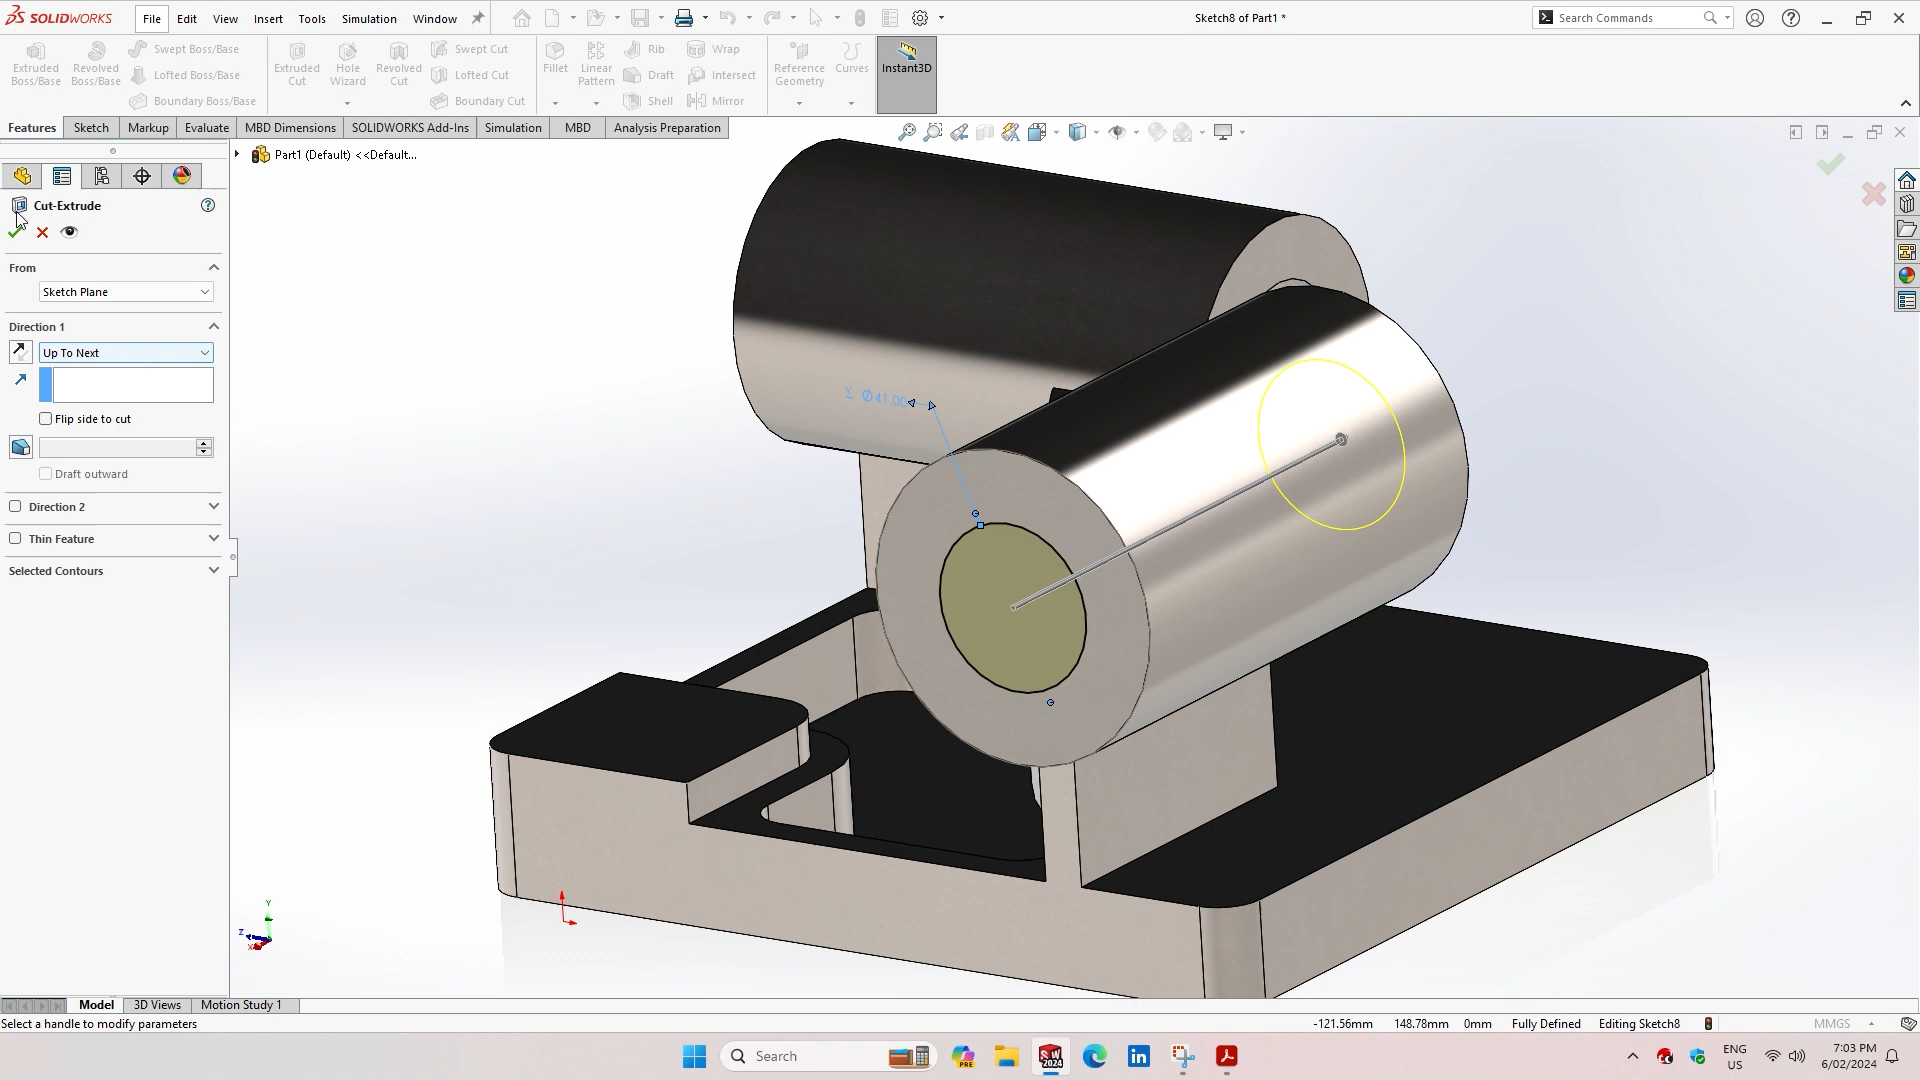 SOLIDWORKS File Edit View Insert Tools Simulation Window Sketch8 of Part1 * Search Commands
Extruded Boss/Base
Revolved Boss/Base
Swept Boss/Base
Lofted Boss/Base
Boundary Boss/Base
Extruded Cut
Hole Wizard
Revolved Cut
Swept Cut
Lofted Cut
Boundary Cut
Fillet
Linear Pattern
Rib
Draft
Shell
Wrap
Intersect
Mirror
Reference Geometry
Curves
Instant3D
Features Sketch Markup Evaluate MBD Dimensions SOLIDWORKS Add-Ins Simulation MBD Analysis Preparation
Part1 (Default) <<Default...
Cut-Extrude
From
Sketch Plane
Direction 1
Up To Next
Flip side to cut
Draft outward
Direction 2
Thin Feature
Selected Contours
Σ Ø41.00
Y
Z
X
Model 3D Views Motion Study 1
Select a handle to modify parameters -121.56mm 148.78mm 0mm Fully Defined Editing Sketch8 MMGS
Search
PRE
SW
2024
in
ENG
US
7:03 PM
6/02/2024